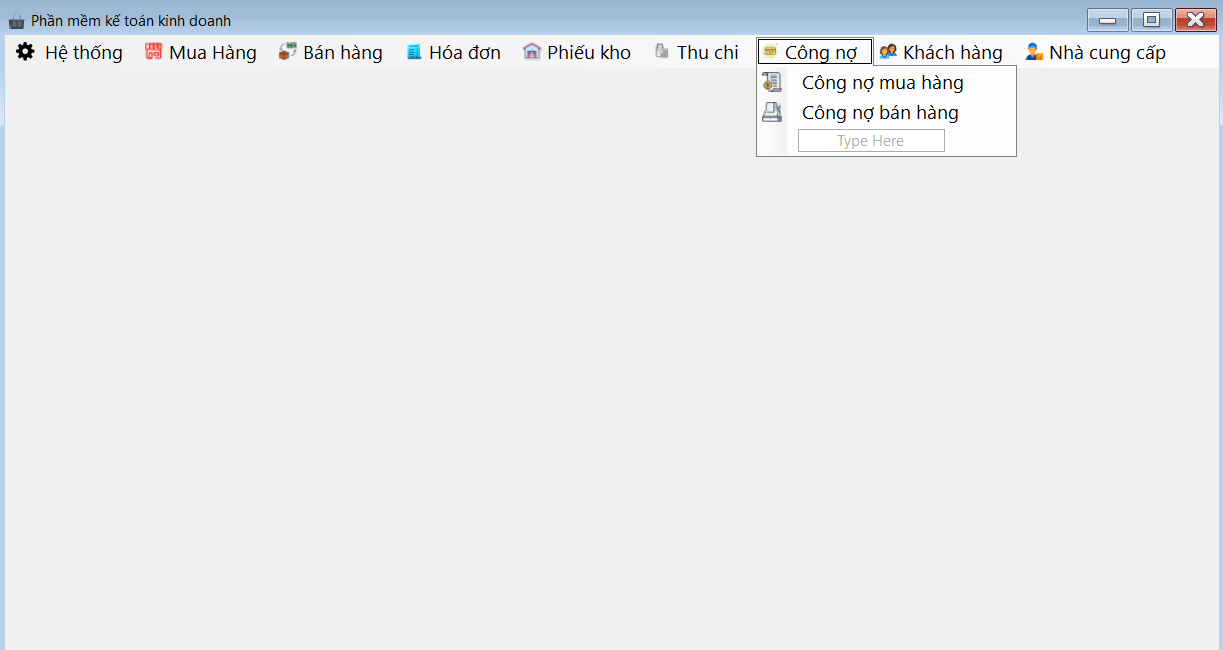 Phần mềm kế toán kinh doanh
Hệ thống Mua Hàng Bán hàng Hóa đơn Phiếu kho Thu chi Công nợ Khách hàng Nhà cung cấp
Công nợ mua hàng
Công nợ bán hàng
Type Here